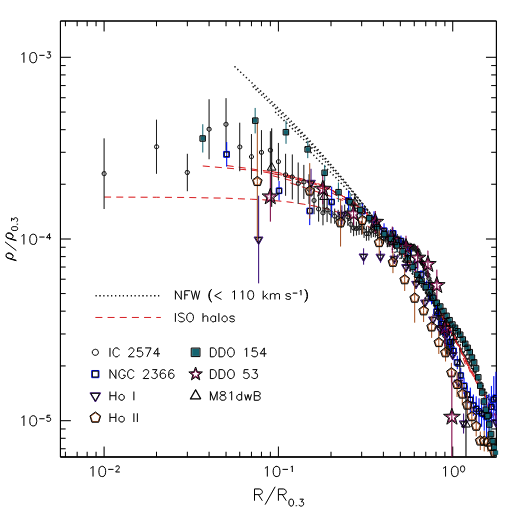 10⁻³
10⁻⁴
10⁻⁵
ρ/ρ0.3
NFW (< 110 km s⁻¹)
ISO halos
IC 2574
NGC 2366
Ho I
Ho II
DDO 154
DDO 53
M81dwB
10⁻² 10⁻¹ 10⁰
R/R0.3